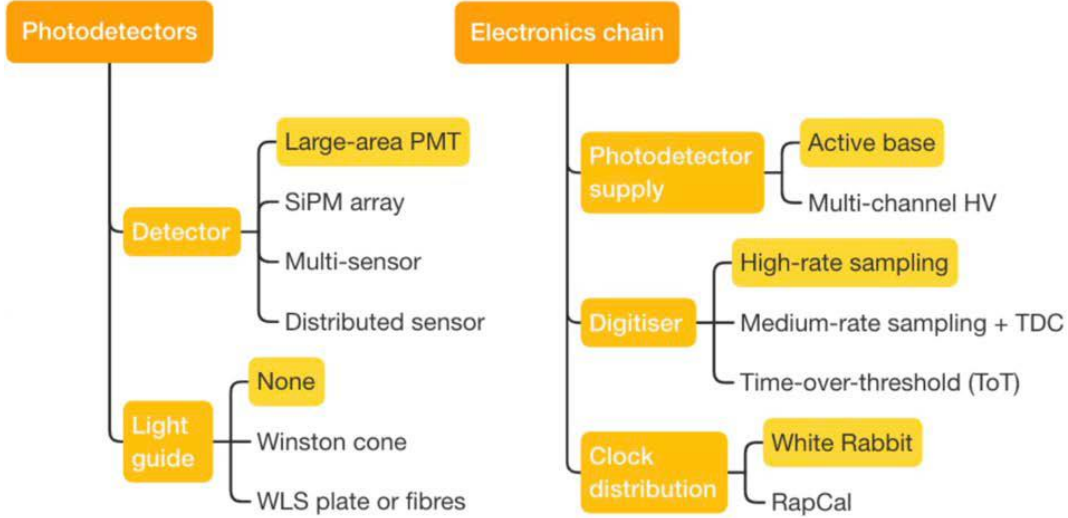 Photodetectors
Detector
Large-area PMT
SiPM array
Multi-sensor
Distributed sensor
Light
guide
None
Winston cone
WLS plate or fibres
Electronics chain
Photodetector
supply
Active base
Multi-channel HV
Digitiser
High-rate sampling
Medium-rate sampling + TDC
Time-over-threshold (ToT)
Clock
distribution
White Rabbit
RapCal